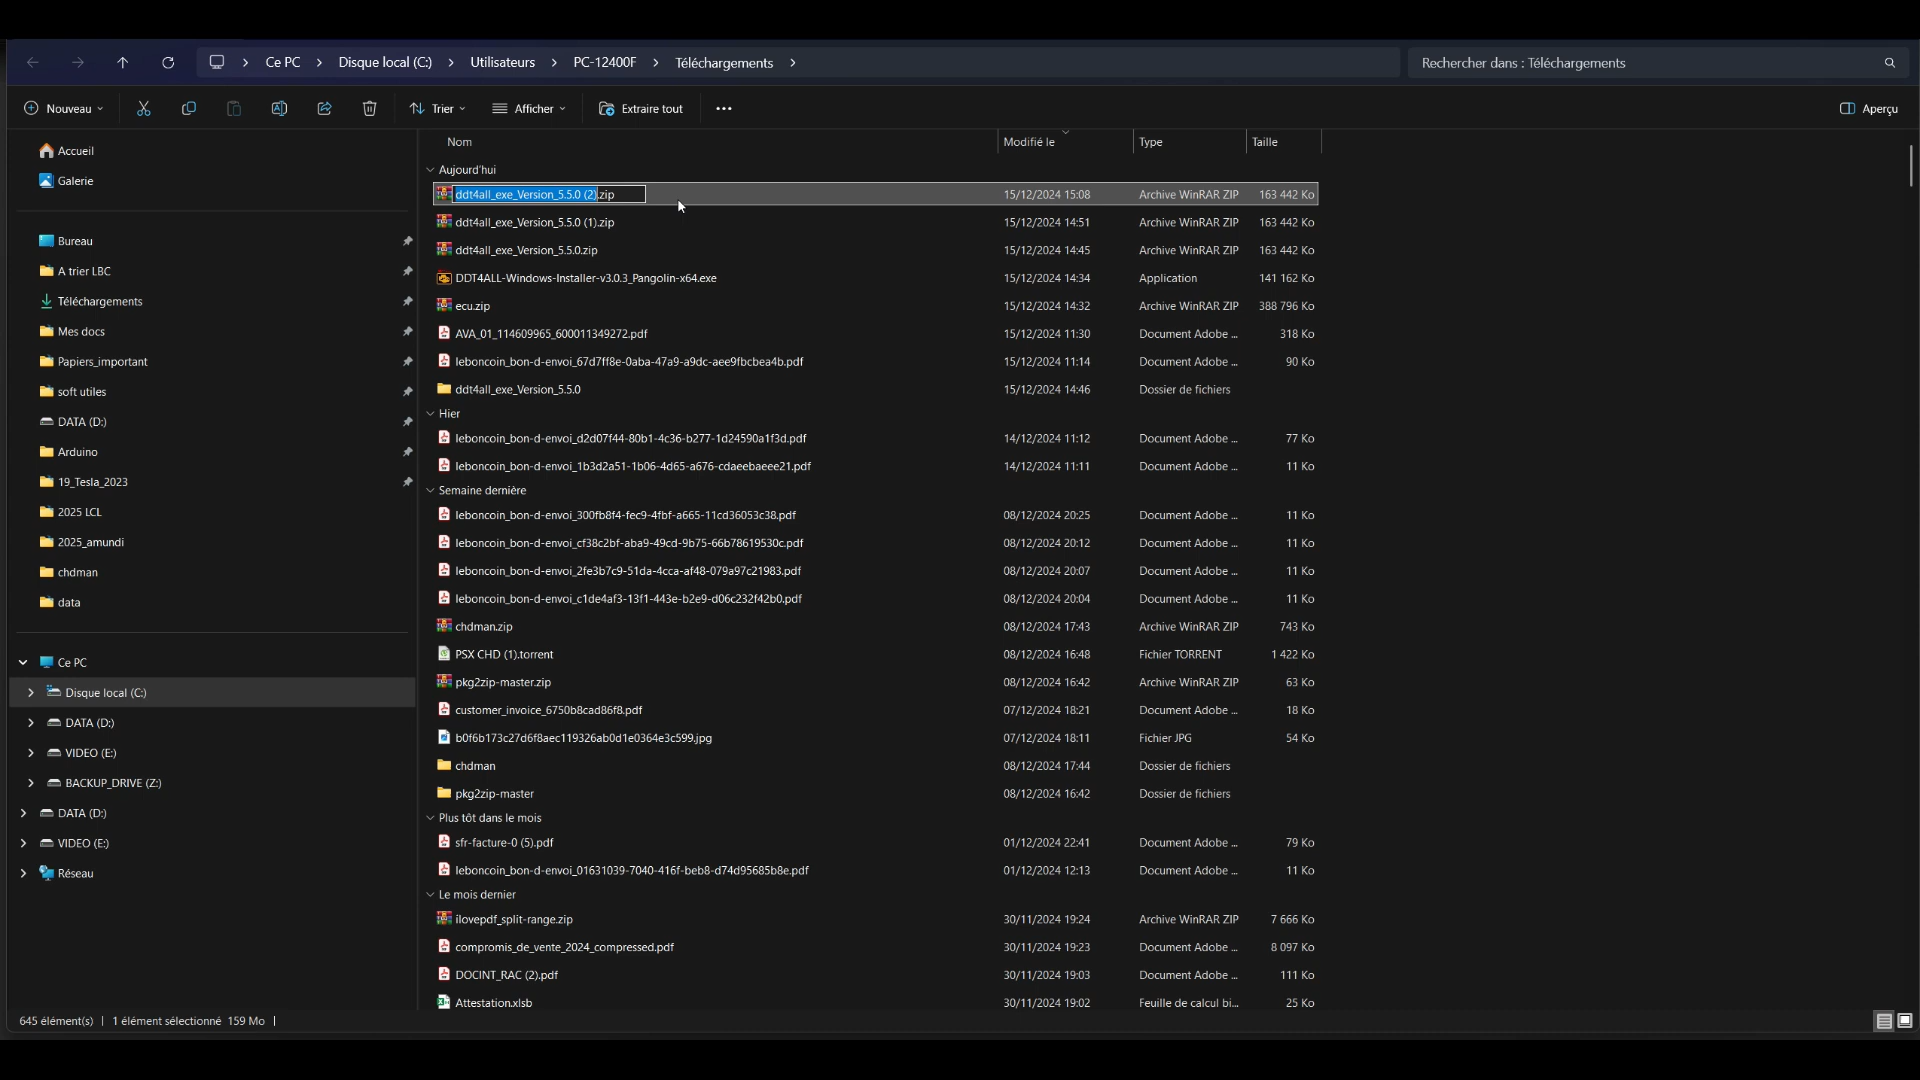 Ce PC > Disque local (C:) > Utilisateurs > PC-12400F > Téléchargements >
Rechercher dans : Téléchargements
Nouveau
Trier
Afficher
Extraire tout
Aperçu
Accueil
Galerie
Bureau
A trier LBC
Téléchargements
Mes docs
Papiers_important
soft utiles
DATA (D:)
Arduino
19_Tesla_2023
2025 LCL
2025_amundi
chdman
data
Ce PC
Disque local (C:)
DATA (D:)
VIDEO (E:)
BACKUP_DRIVE (Z:)
DATA (D:)
VIDEO (E:)
Réseau
Nom Modifié le Type Taille
Aujourd'hui
ddt4all_exe_Version_5.5.0 (2).zip 15/12/2024 15:08 Archive WinRAR ZIP 163 442 Ko
ddt4all_exe_Version_5.5.0 (1).zip 15/12/2024 14:51 Archive WinRAR ZIP 163 442 Ko
ddt4all_exe_Version_5.5.0.zip 15/12/2024 14:45 Archive WinRAR ZIP 163 442 Ko
DDT4ALL-Windows-Installer-v3.0.3_Pangolin-x64.exe 15/12/2024 14:34 Application 141 162 Ko
ecu.zip 15/12/2024 14:32 Archive WinRAR ZIP 388 796 Ko
AVA_01_114609965_600011349272.pdf 15/12/2024 11:30 Document Adobe ... 318 Ko
leboncoin_bon-d-envoi_67d7ff8e-0aba-47a9-a9dc-aee9fbcbea4b.pdf 15/12/2024 11:14 Document Adobe ... 90 Ko
ddt4all_exe_Version_5.5.0 15/12/2024 14:46 Dossier de fichiers
Hier
leboncoin_bon-d-envoi_d2d07f44-80b1-4c36-b277-1d24590a1f3d.pdf 14/12/2024 11:12 Document Adobe ... 77 Ko
leboncoin_bon-d-envoi_1b3d2a51-1b06-4d65-a676-cdaeebaeee21.pdf 14/12/2024 11:11 Document Adobe ... 11 Ko
Semaine dernière
leboncoin_bon-d-envoi_300fb8f4-fec9-4fbf-a665-11cd36053c38.pdf 08/12/2024 20:25 Document Adobe ... 11 Ko
leboncoin_bon-d-envoi_cf38c2bf-aba9-49cd-9b75-66b78619530c.pdf 08/12/2024 20:12 Document Adobe ... 11 Ko
leboncoin_bon-d-envoi_2fe3b7c9-51da-4cca-af48-079a97c21983.pdf 08/12/2024 20:07 Document Adobe ... 11 Ko
leboncoin_bon-d-envoi_c1de4af3-13f1-443e-b2e9-d06c232f42b0.pdf 08/12/2024 20:04 Document Adobe ... 11 Ko
chdman.zip 08/12/2024 17:43 Archive WinRAR ZIP 743 Ko
PSX CHD (1).torrent 08/12/2024 16:48 Fichier TORRENT 1 422 Ko
pkg2zip-master.zip 08/12/2024 16:42 Archive WinRAR ZIP 63 Ko
customer_invoice_6750b8cad86f8.pdf 07/12/2024 18:21 Document Adobe ... 18 Ko
b0f6b173c27d6f8aec119326ab0d1e0364e3c599.jpg 07/12/2024 18:11 Fichier JPG 54 Ko
chdman 08/12/2024 17:44 Dossier de fichiers
pkg2zip-master 08/12/2024 16:42 Dossier de fichiers
Plus tôt dans le mois
sfr-facture-0 (5).pdf 01/12/2024 22:41 Document Adobe ... 79 Ko
leboncoin_bon-d-envoi_01631039-7040-416f-beb8-d74d95685b8e.pdf 01/12/2024 12:13 Document Adobe ... 11 Ko
Le mois dernier
ilovepdf_split-range.zip 30/11/2024 19:24 Archive WinRAR ZIP 7 666 Ko
compromis_de_vente_2024_compressed.pdf 30/11/2024 19:23 Document Adobe ... 8 097 Ko
DOCINT_RAC (2).pdf 30/11/2024 19:03 Document Adobe ... 111 Ko
Attestation.xlsb 30/11/2024 19:02 Feuille de calcul bi... 25 Ko
645 élément(s) | 1 élément sélectionné 159 Mo |